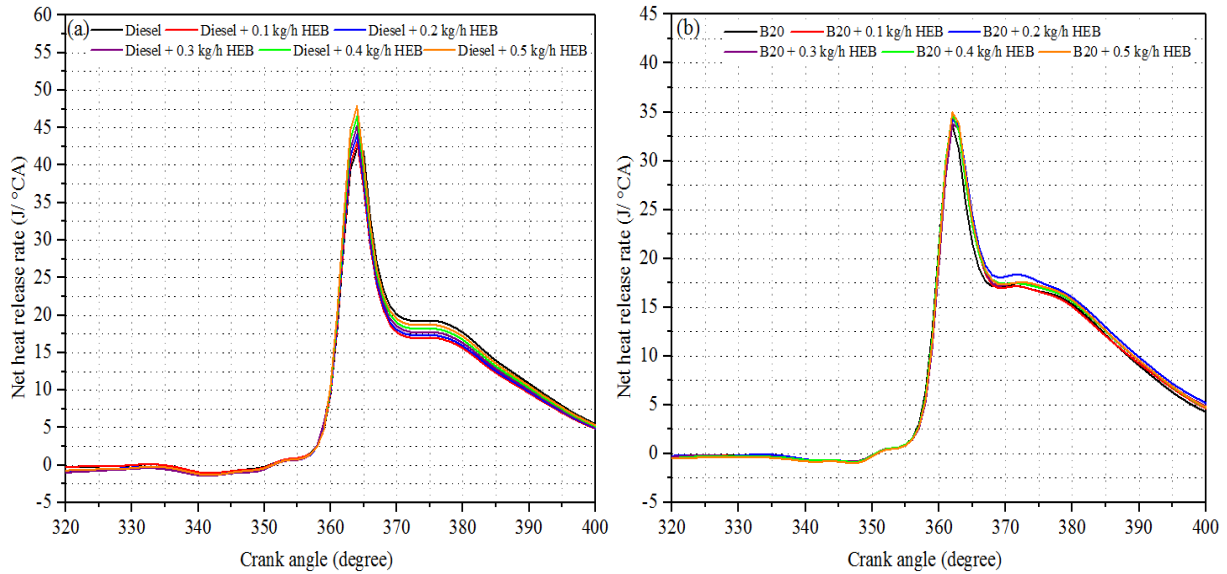 (a)
Diesel Diesel + 0.1 kg/h HEB Diesel + 0.2 kg/h HEB
Diesel + 0.3 kg/h HEB Diesel + 0.4 kg/h HEB Diesel + 0.5 kg/h HEB
Net heat release rate (J/ °CA)
60
55
50
45
40
35
30
25
20
15
10
5
0
-5
320 330 340 350 360 370 380 390 400
Crank angle (degree)
(b)
B20 B20 + 0.1 kg/h HEB B20 + 0.2 kg/h HEB
B20 + 0.3 kg/h HEB B20 + 0.4 kg/h HEB B20 + 0.5 kg/h HEB
Net heat release rate (J/ °CA)
45
40
35
30
25
20
15
10
5
0
-5
320 330 340 350 360 370 380 390 400
Crank angle (degree)